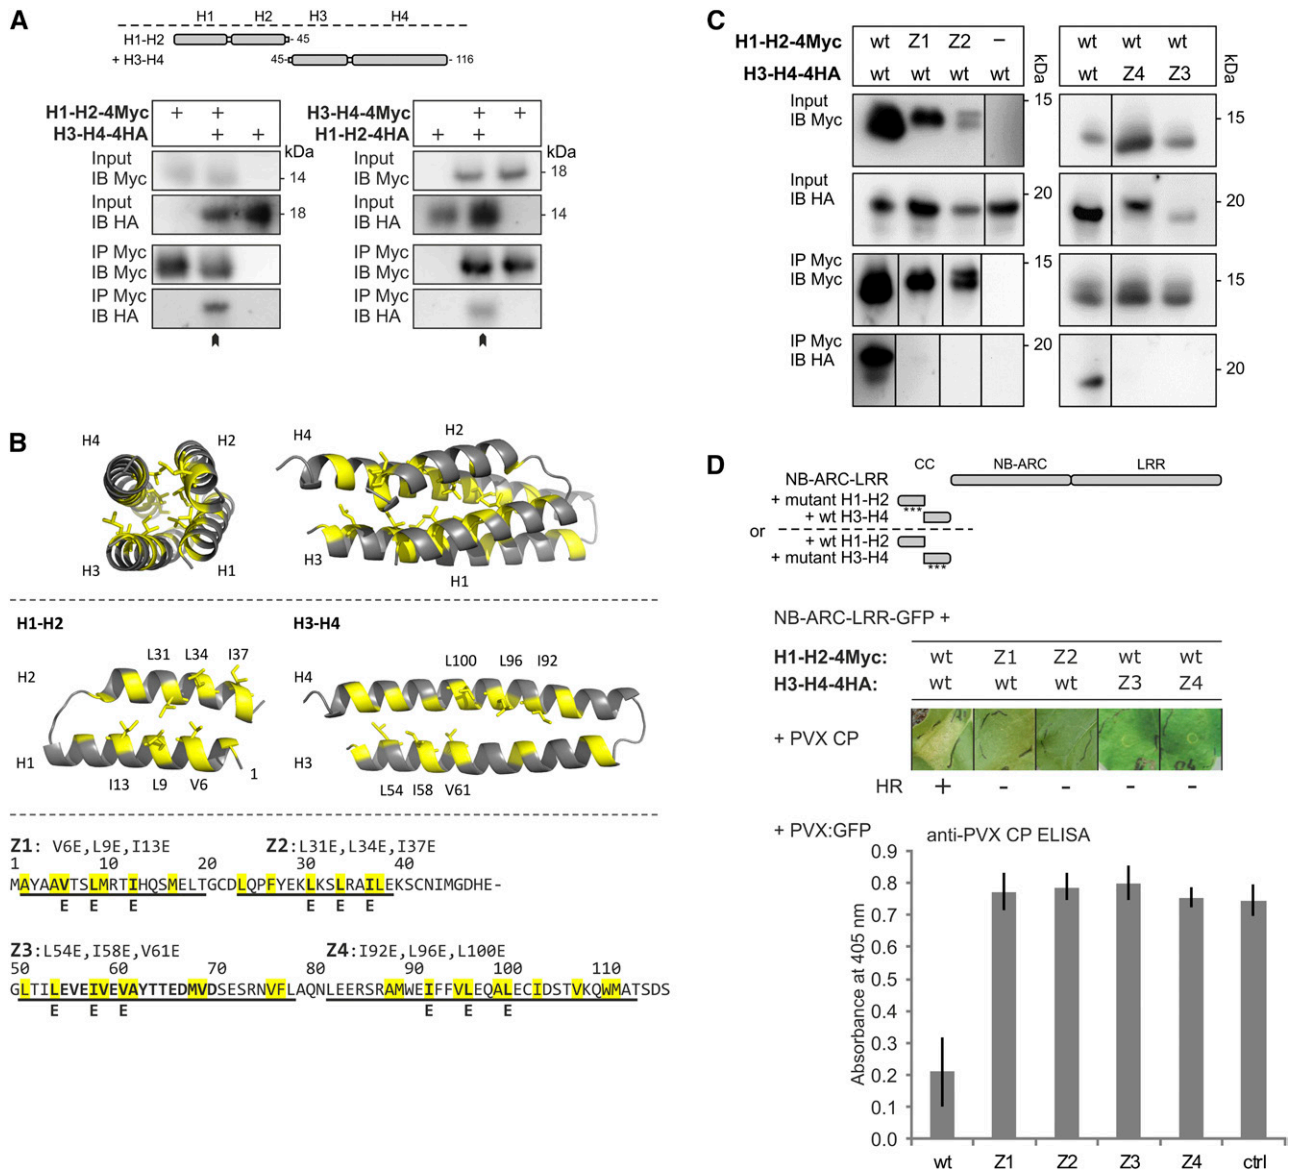 A
H1 H2 H3 H4
H1-H2 - 45
+ H3-H4 45- - 116
H1-H2-4Myc + +
H3-H4-4HA + +
kDa
Input
IB Myc - 14
Input
IB HA - 18
IP Myc
IB Myc
IP Myc
IB HA
H3-H4-4Myc + +
H1-H2-4HA + +
kDa
Input
IB Myc - 18
Input
IB HA - 14
IP Myc
IB Myc
IP Myc
IB HA
B
H4 H2
H3 H1
H4 H2
H3 H1
H1-H2
H2 L31 L34 I37
H1 I13 L9 V6 1
H3-H4
H4 L100 L96 I92
H3 L54 I58 V61
Z1: V6E,L9E,I13E Z2:L31E,L34E,I37E
1 10 20 30 40
MAYAAVTSLMRTIHQSMELTGCDLQPFYEKLKSLRAILEKSCNIMGDHE-
E E E E E E
Z3:L54E,I58E,V61E Z4:I92E,L96E,L100E
50 60 70 80 90 100 110
GLTILEVEIVEVAYTTEDMVDSESRNVFLAQNLEERSRAMWEIFFVLEQALECIDSTVKQWMATSDS
E E E E E E
C
H1-H2-4Myc wt Z1 Z2 –
H3-H4-4HA wt wt wt wt
kDa
wt wt wt
wt Z4 Z3
kDa
Input
IB Myc 15 - 15
Input
IB HA 20 - 20
IP Myc
IB Myc 15 - 15
IP Myc
IB HA - 20 - 20
D
CC NB-ARC LRR
NB-ARC-LRR
+ mutant H1-H2
***
+ wt H3-H4
or
+ wt H1-H2
+ mutant H3-H4
***
NB-ARC-LRR-GFP +
H1-H2-4Myc: wt Z1 Z2 wt wt
H3-H4-4HA: wt wt wt Z3 Z4
+ PVX CP
HR + - - - -
+ PVX:GFP anti-PVX CP ELISA
Absorbance at 405 nm
0.9
0.8
0.7
0.6
0.5
0.4
0.3
0.2
0.1
0.0
wt Z1 Z2 Z3 Z4 ctrl